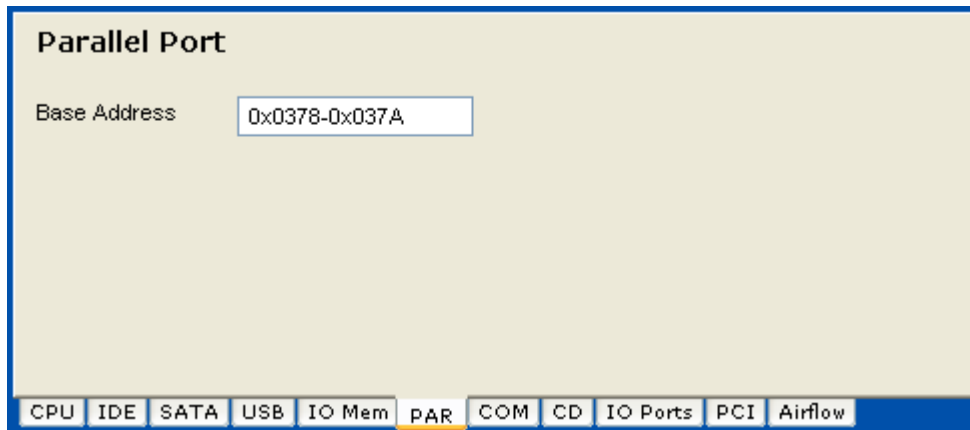 Parallel Port
Base Address 0x0378-0x037A
CPU IDE SATA USB IO Mem PAR COM CD IO Ports PCI Airflow